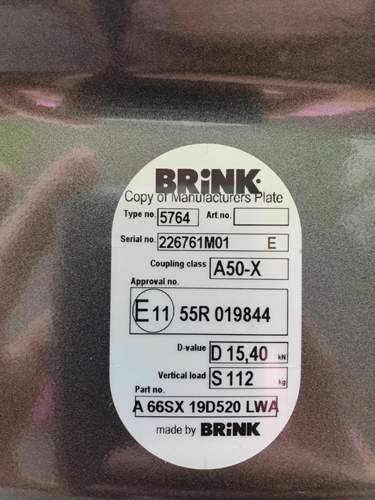 BRiNK.
Copy of Manufacturers Plate
Type no. 5764 Art.no.
Serial no. 226761M01 E
Coupling class A50-X
Approval no.
E11 55R 019844
D-value D 15,40 kN
Vertical load S 112 kg
Part no.
A 66SX 19D520 LWA
made by BRiNK